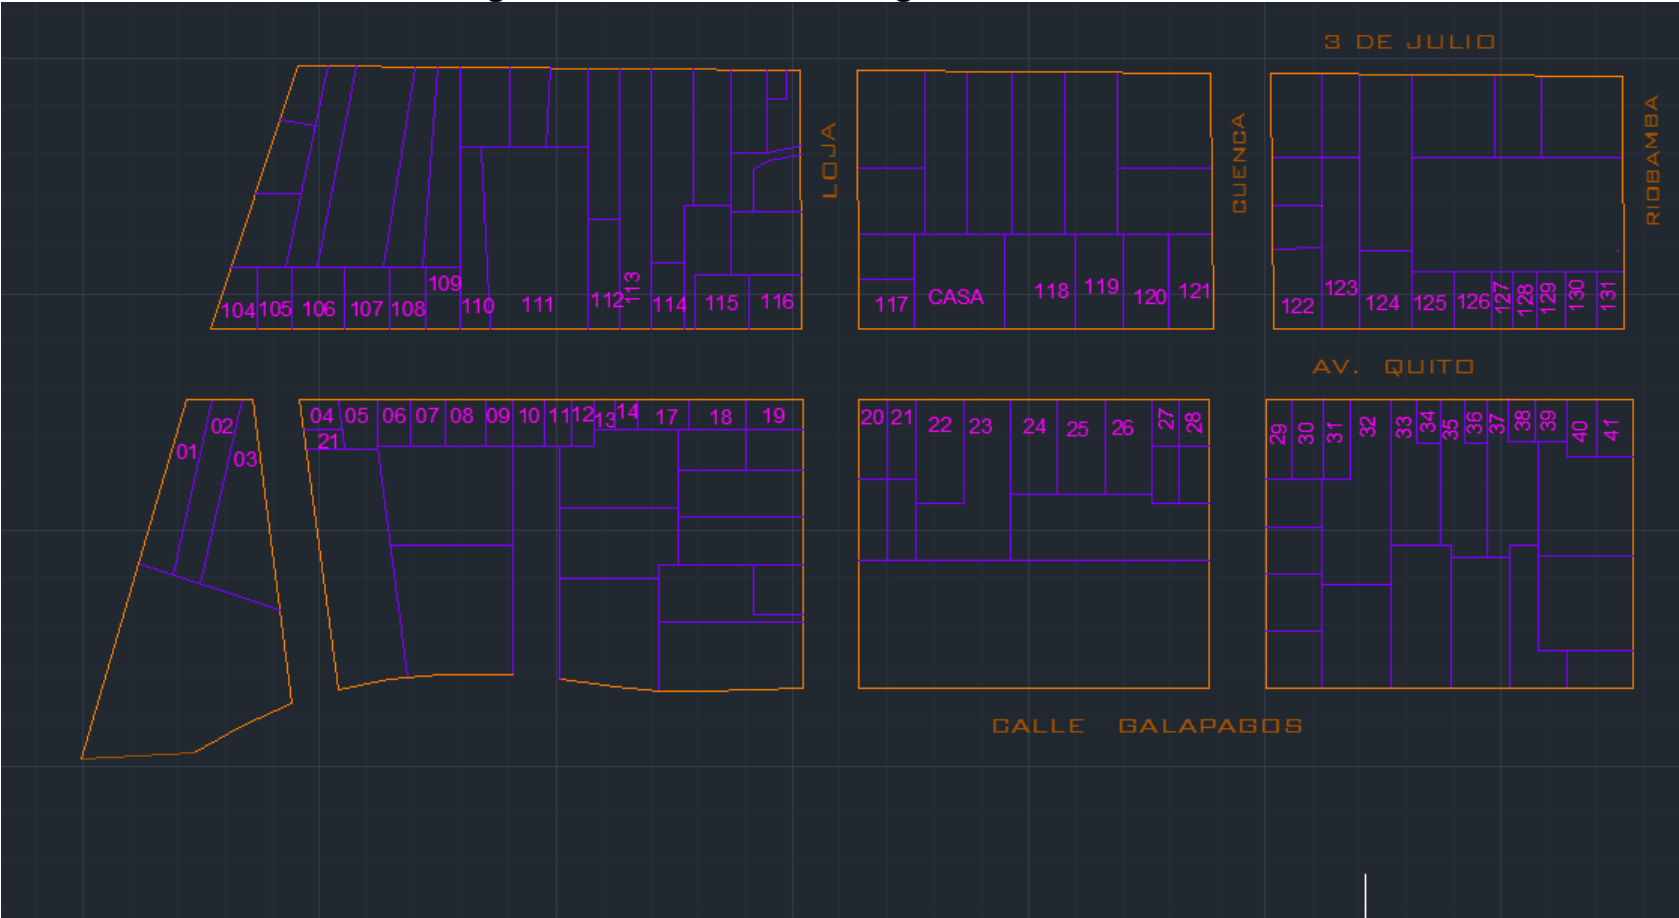 3 DE JULIO
LOJA
CUENCA
RIOBAMBA
104 105 106 107 108 109 110 111 112 113 114 115 116
117 CASA 118 119 120 121
122 123 124 125 126 127 128 129 130 131
AV. QUITO
01 02 03
04 05 06 07 08 09 10 11 12 13 14 17 18 19
21
20 21 22 23 24 25 26 27 28
29 30 31 32 33 34 35 36 37 38 39 40 41
CALLE GALAPAGOS